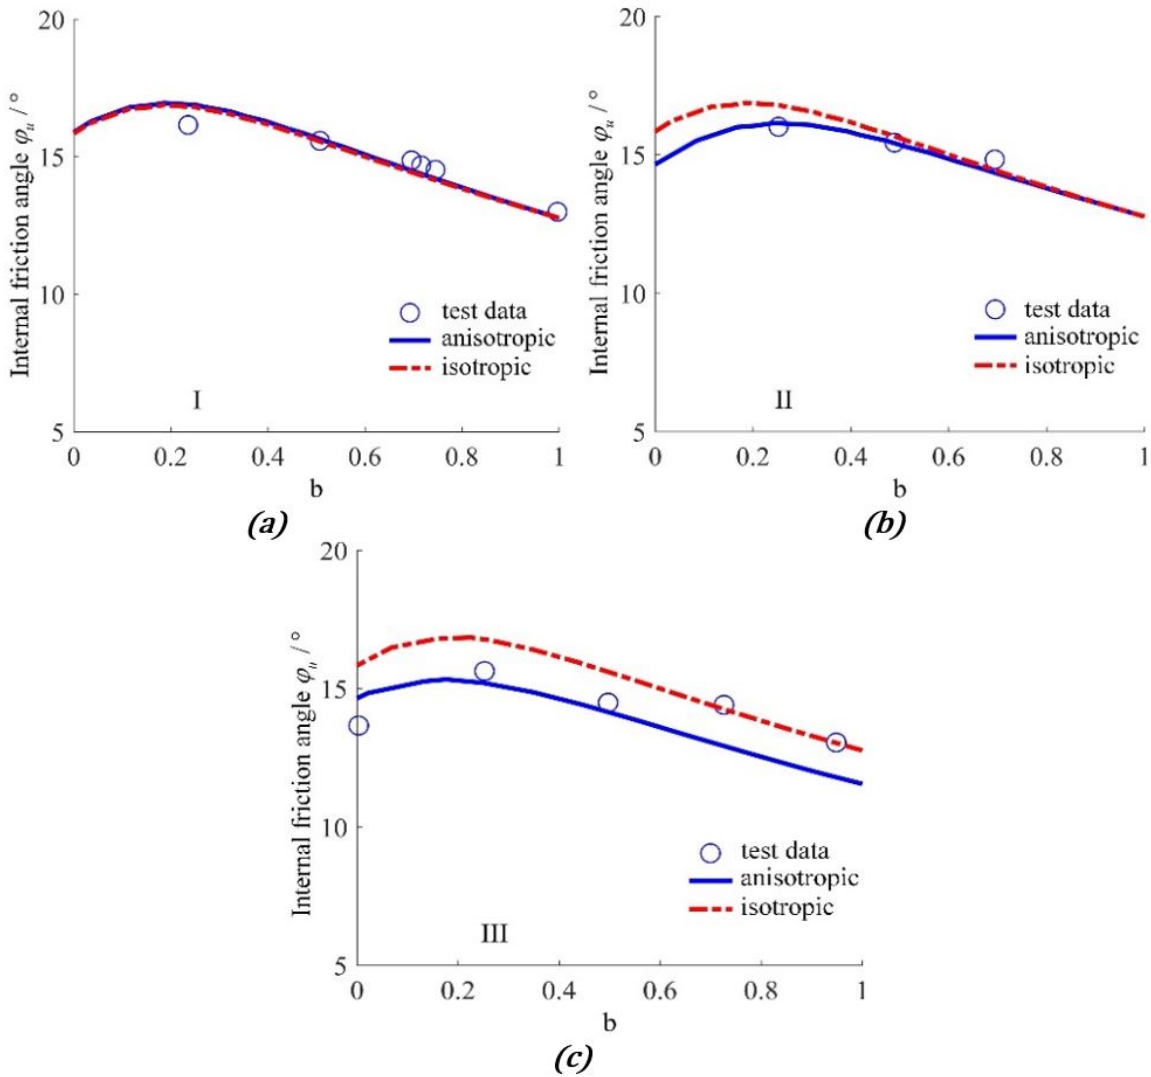 20
15
10
5
Internal friction angle φu / °
test data
anisotropic
isotropic
I
0 0.2 0.4 0.6 0.8 1
b
(a)
20
15
10
5
Internal friction angle φu / °
test data
anisotropic
isotropic
II
0 0.2 0.4 0.6 0.8 1
b
(b)
20
15
10
5
Internal friction angle φu / °
test data
anisotropic
isotropic
III
0 0.2 0.4 0.6 0.8 1
b
(c)